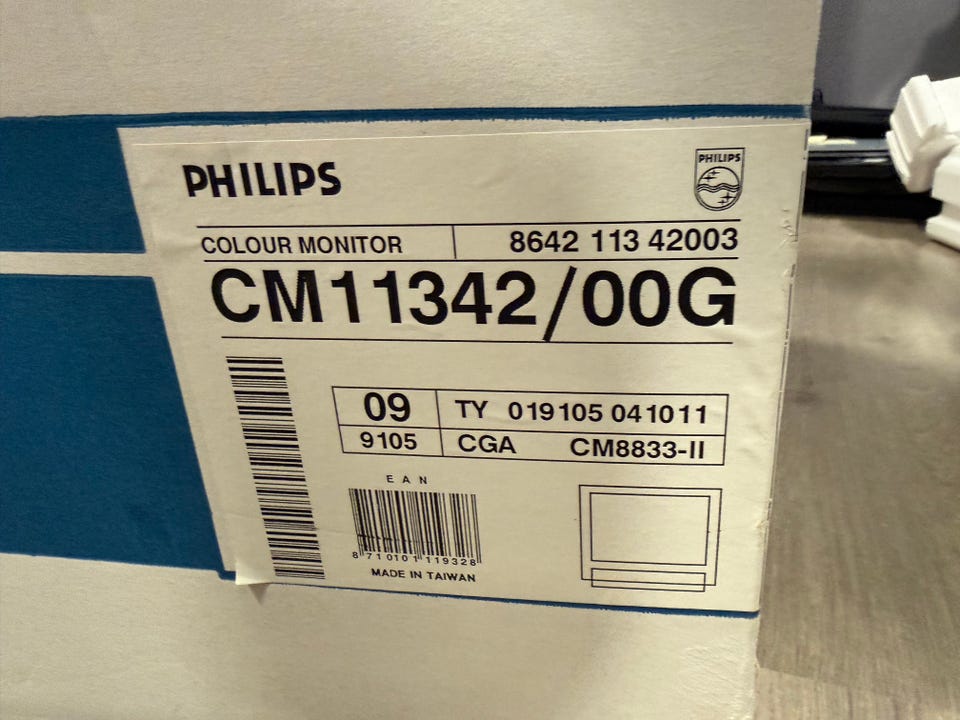 PHILIPS
PHILIPS
COLOUR MONITOR 8642 113 42003
CM11342/00G
09 TY 019105 041011
9105 CGA CM8833-II
EAN
8 710101 119328
MADE IN TAIWAN